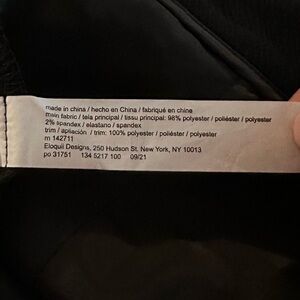 made in china / hecho en China / fabriqué en chine
main fabric / tela principal / tissu principal: 98% polyester / poliéster / polyester
2% spandex / elastano / spandex
trim / aplicación / trim: 100% polyester / poliéster / polyester
m 142711
Eloquii Designs, 250 Hudson St. New York, NY 10013
po 31751 134 5217 100 09/21